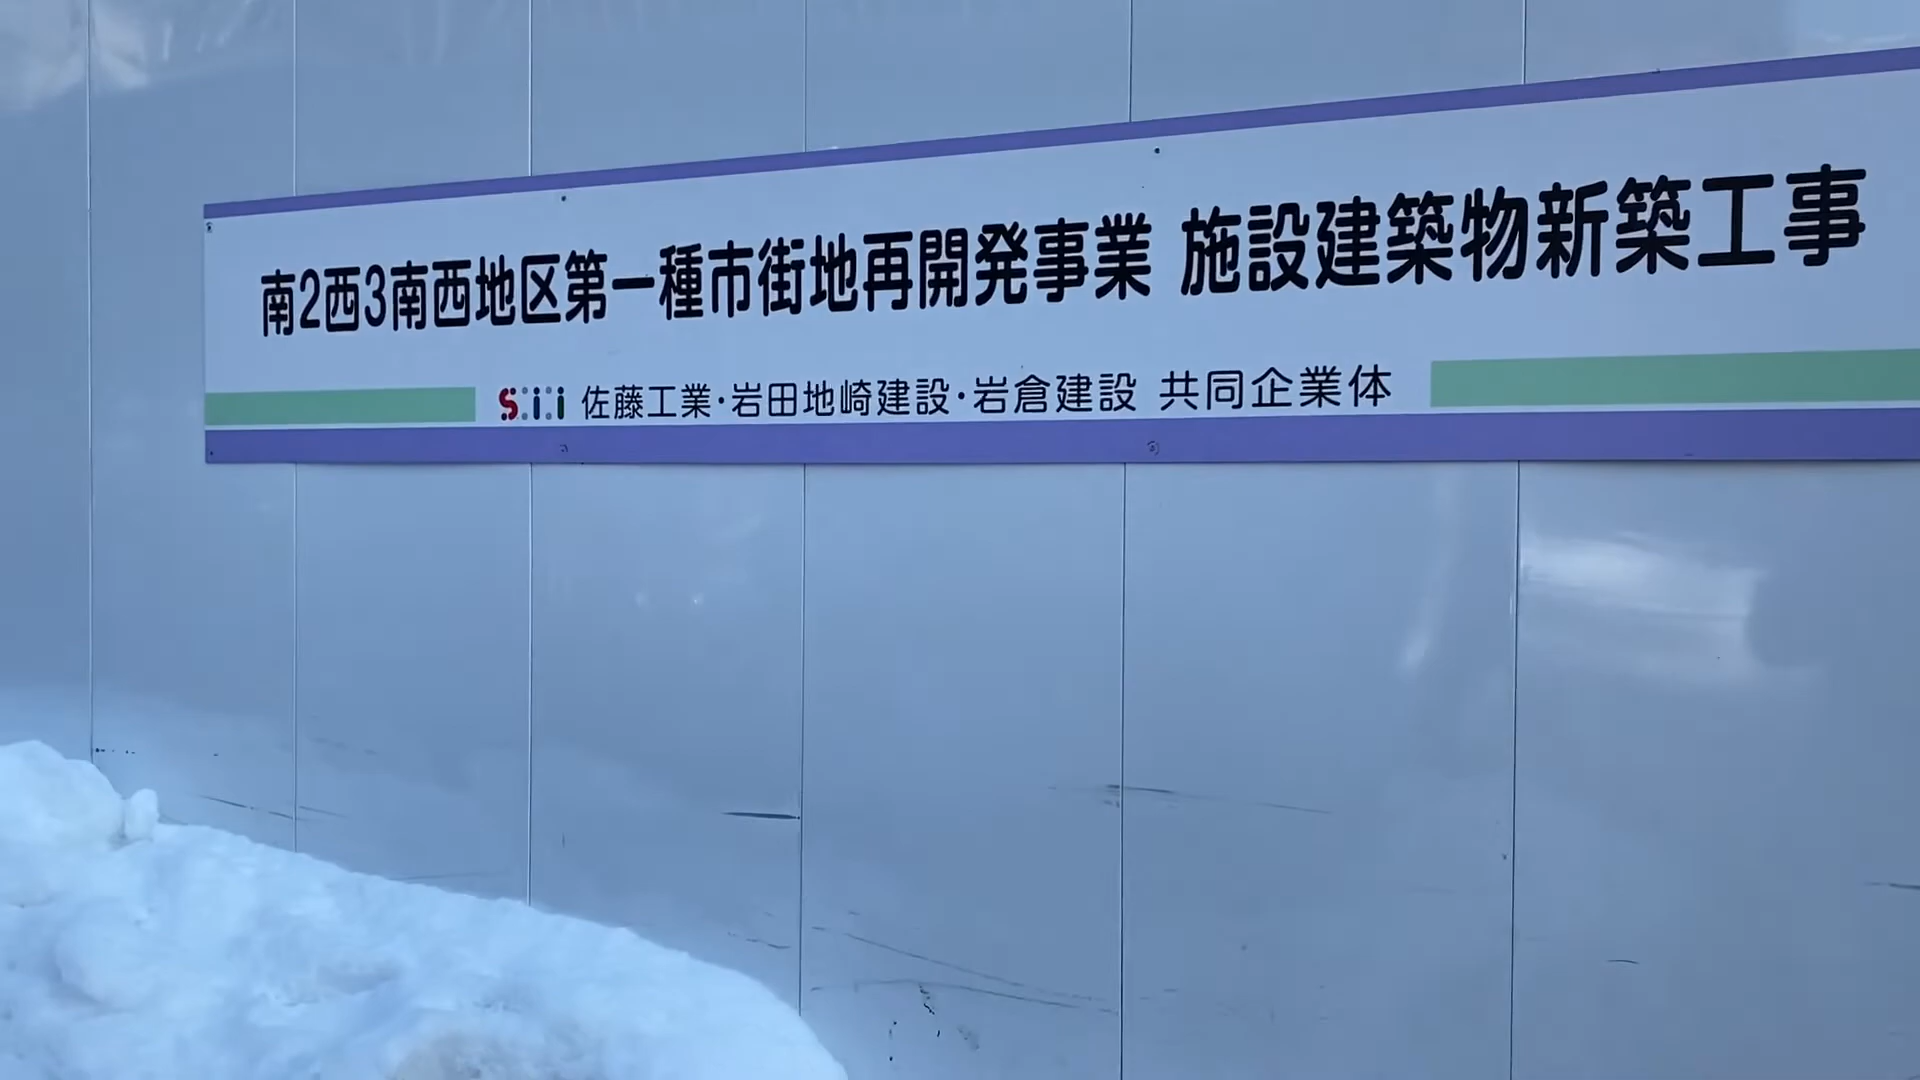 南2西3南西地区第一種市街地再開発事業 施設建築物新築工事
Siii 佐藤工業・岩田地崎建設・岩倉建設 共同企業体